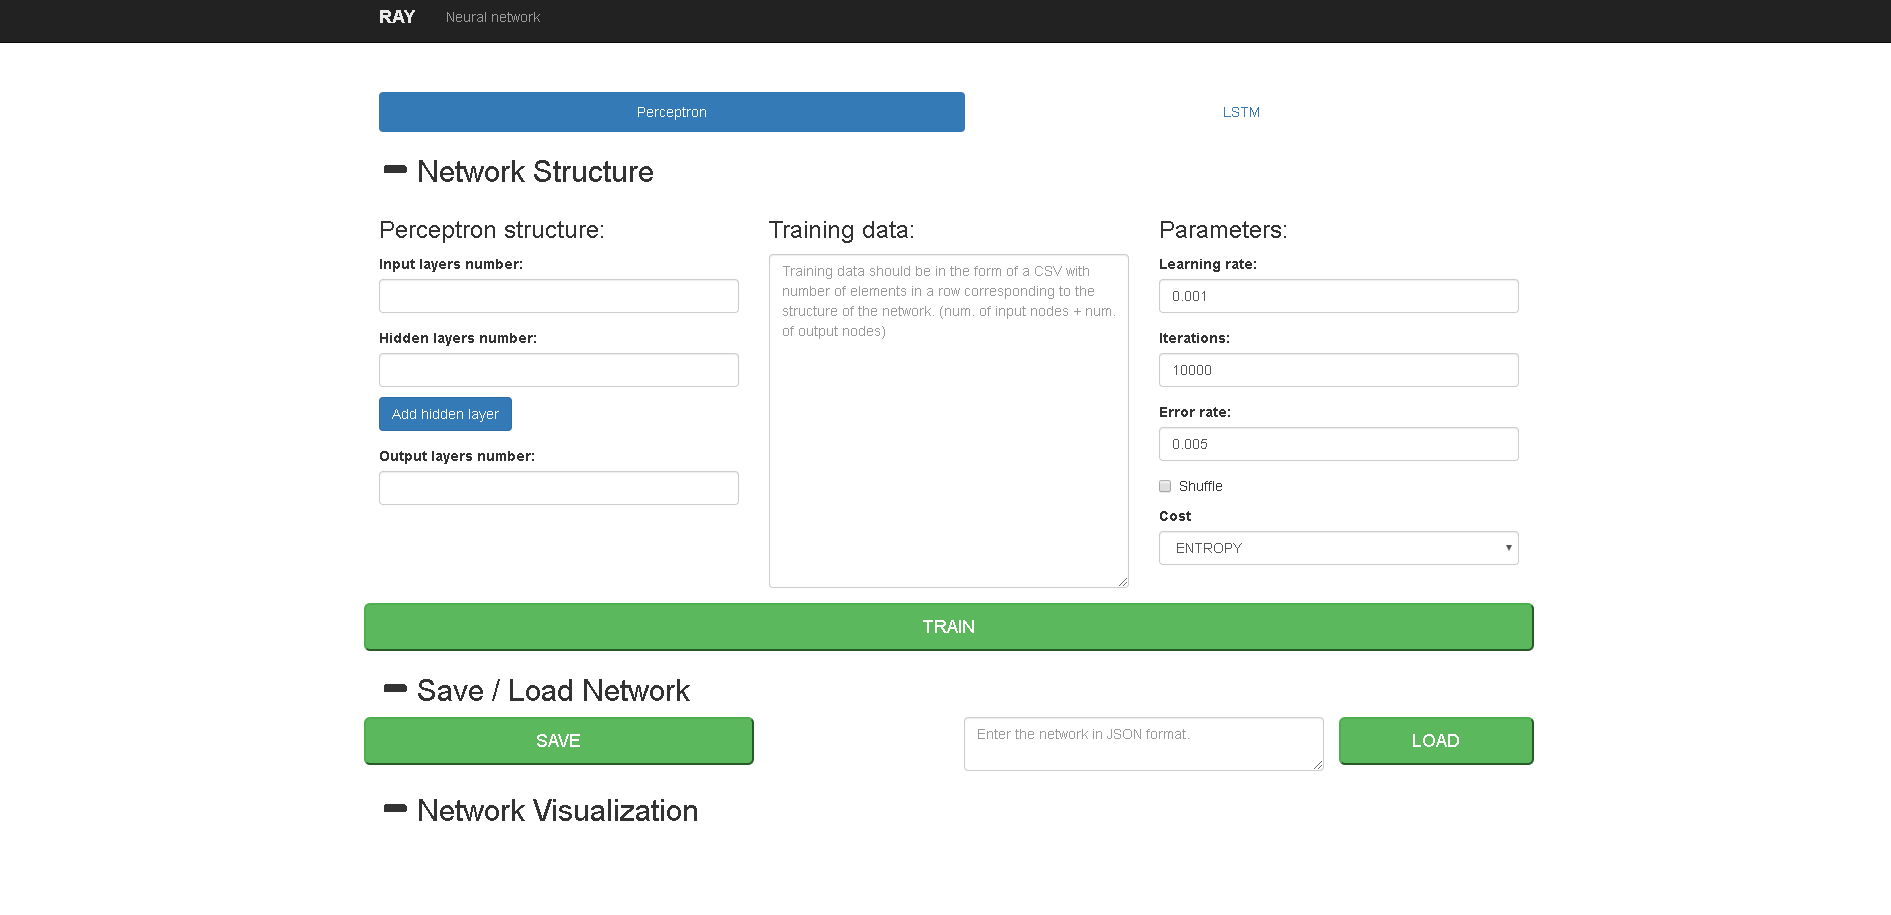 RAY Neural network
Perceptron LSTM
Network Structure
Perceptron structure:
Input layers number:
Hidden layers number:
Add hidden layer
Output layers number:
Training data:
Training data should be in the form of a CSV with
number of elements in a row corresponding to the
structure of the network. (num. of input nodes + num.
of output nodes)
Parameters:
Learning rate:
0.001
Iterations:
10000
Error rate:
0.005
Shuffle
Cost
ENTROPY
TRAIN
Save / Load Network
SAVE
Enter the network in JSON format.
LOAD
Network Visualization